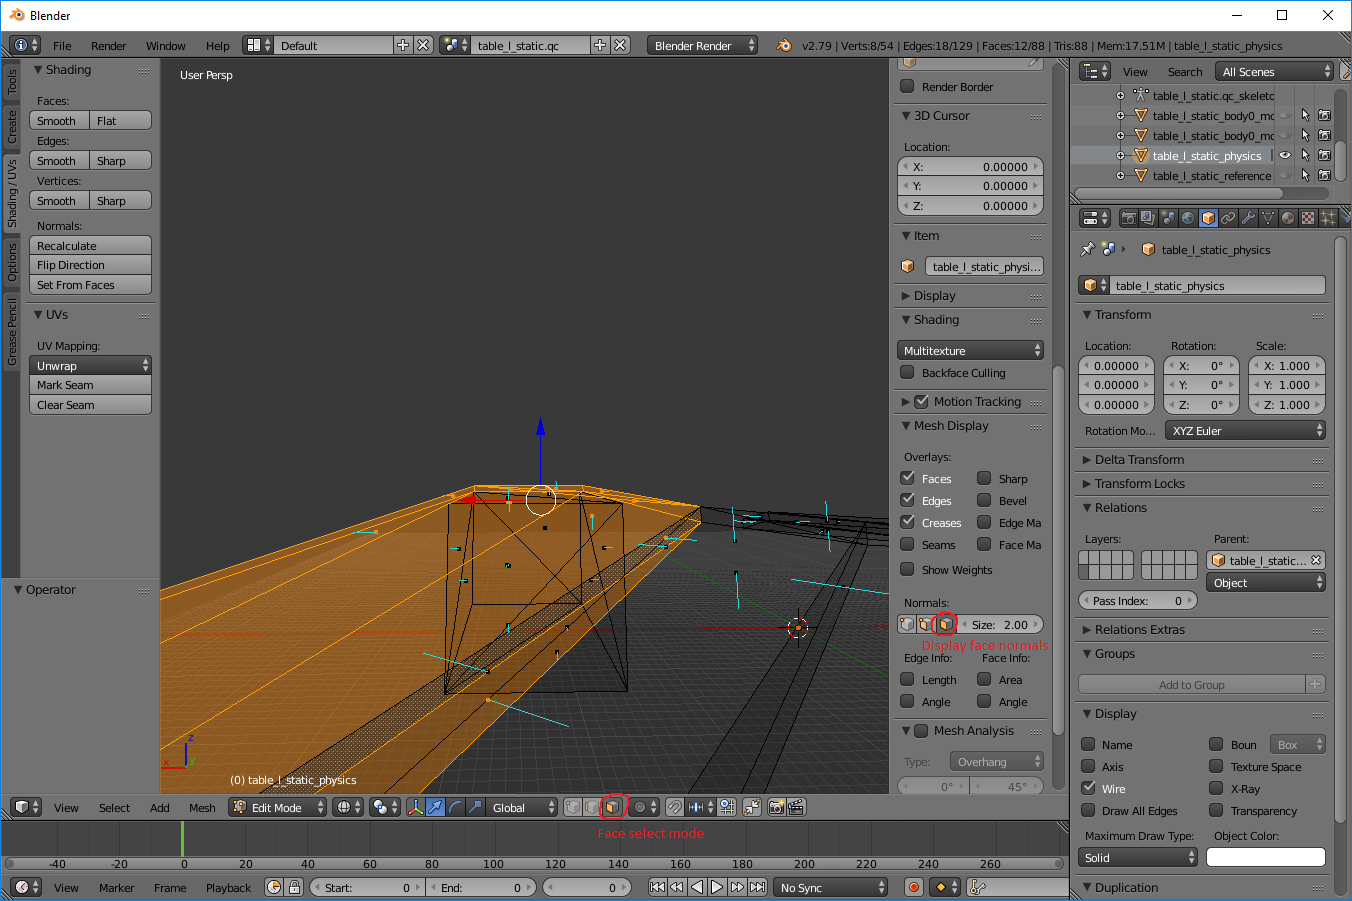 Blender
File Render Window Help Default table_l_static.qc Blender Render v2.79 | Verts:8/54 | Edges:18/129 | Faces:12/88 | Tris:88 | Mem:17.51M | table_l_static_physics
Tools
Create
Shading / UVs
Options
Grease Pencil
Shading
Faces:
Smooth Flat
Edges:
Smooth Sharp
Vertices:
Smooth Sharp
Normals:
Recalculate
Flip Direction
Set From Faces
UVs
UV Mapping:
Unwrap
Mark Seam
Clear Seam
Operator
User Persp
z
x
(0) table_l_static_physics
Render Border
3D Cursor
Location:
X: 0.00000
Y: 0.00000
Z: 0.00000
Item
table_l_static_physi...
Display
Shading
Multitexture
Backface Culling
Motion Tracking
Mesh Display
Overlays:
Faces Sharp
Edges Bevel
Creases Edge Ma
Seams Face Ma
Show Weights
Normals:
Size: 2.00
Display face normals
Edge Info: Face Info:
Length Area
Angle Angle
Mesh Analysis
Type: Overhang
0° 45°
View Select Add Mesh Edit Mode Global
Face select mode
-40 -20 0 20 40 60 80 100 120 140 160 180 200 220 240 260
View Marker Frame Playback Start: 0 End: 0 0 No Sync
View Search All Scenes
table_l_static.qc_skeletc
table_l_static_body0_mc
table_l_static_body0_mc
table_l_static_physics
table_l_static_reference
table_l_static_physics
table_l_static_physics
Transform
Location: Rotation: Scale:
0.00000 X: 0° X: 1.000
0.00000 Y: 0° Y: 1.000
0.00000 Z: 0° Z: 1.000
Rotation Mo... XYZ Euler
Delta Transform
Transform Locks
Relations
Layers: Parent:
table_l_static...
Object
Pass Index: 0
Relations Extras
Groups
Add to Group
Display
Name Boun Box
Axis Texture Space
Wire X-Ray
Draw All Edges Transparency
Maximum Draw Type: Object Color:
Solid
Duplication